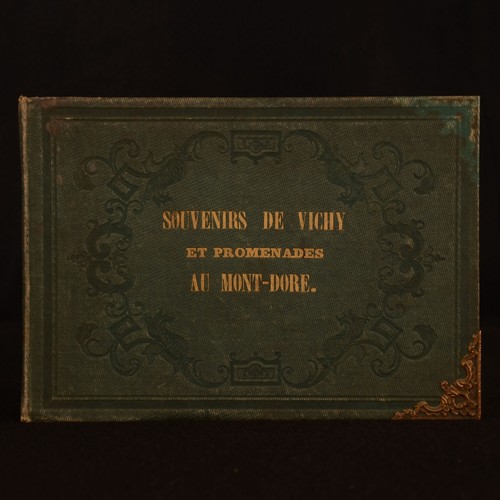 SOUVENIRS DE VICHY
ET PROMENADES
AU MONT-DORE.